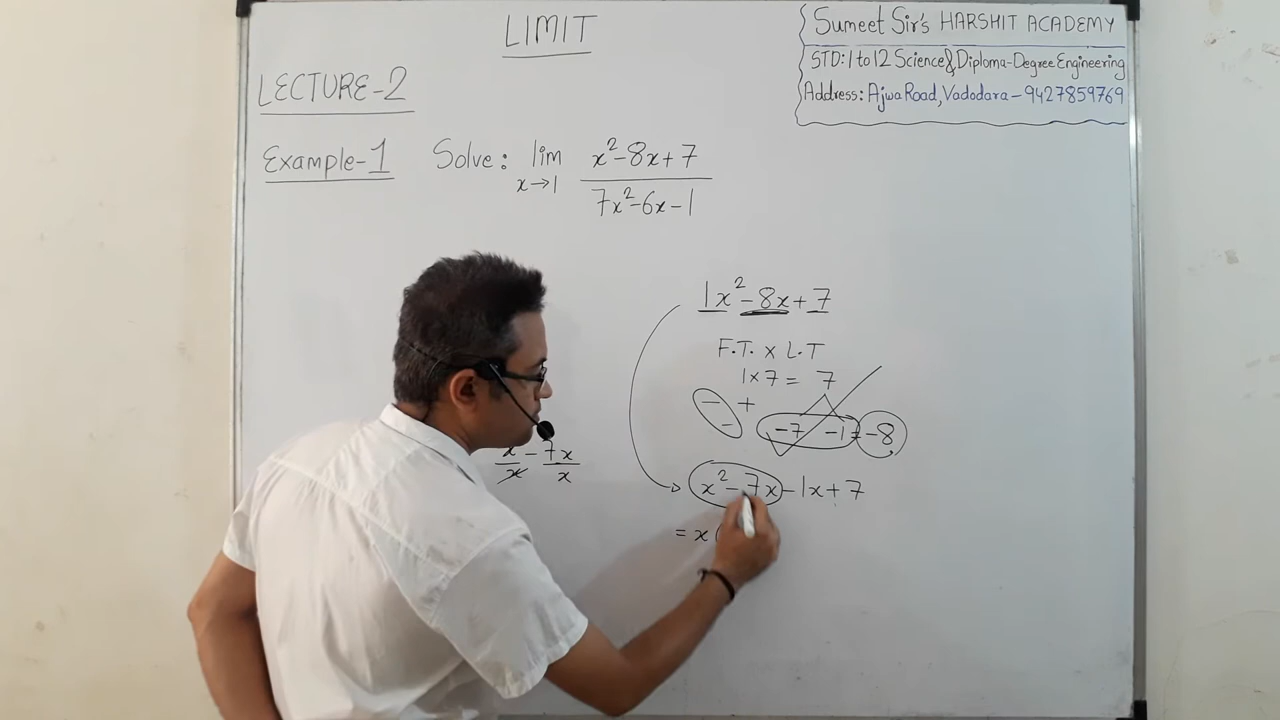 LIMIT
Sumeet Sir's HARSHIT ACADEMY
STD: 1 to 12 Science & Diploma-Degree Engineering
Address: Ajwa Road, Vadodara - 9427859769
LECTURE-2
Example-1 Solve: lim x→1 x²-8x+7 / 7x²-6x-1
1x²-8x+7
F.T. x L.T
1x7 = 7
- +
-
-7 -1 = -8
x/x - 7x/x
x²-7x-1x+7
= x (